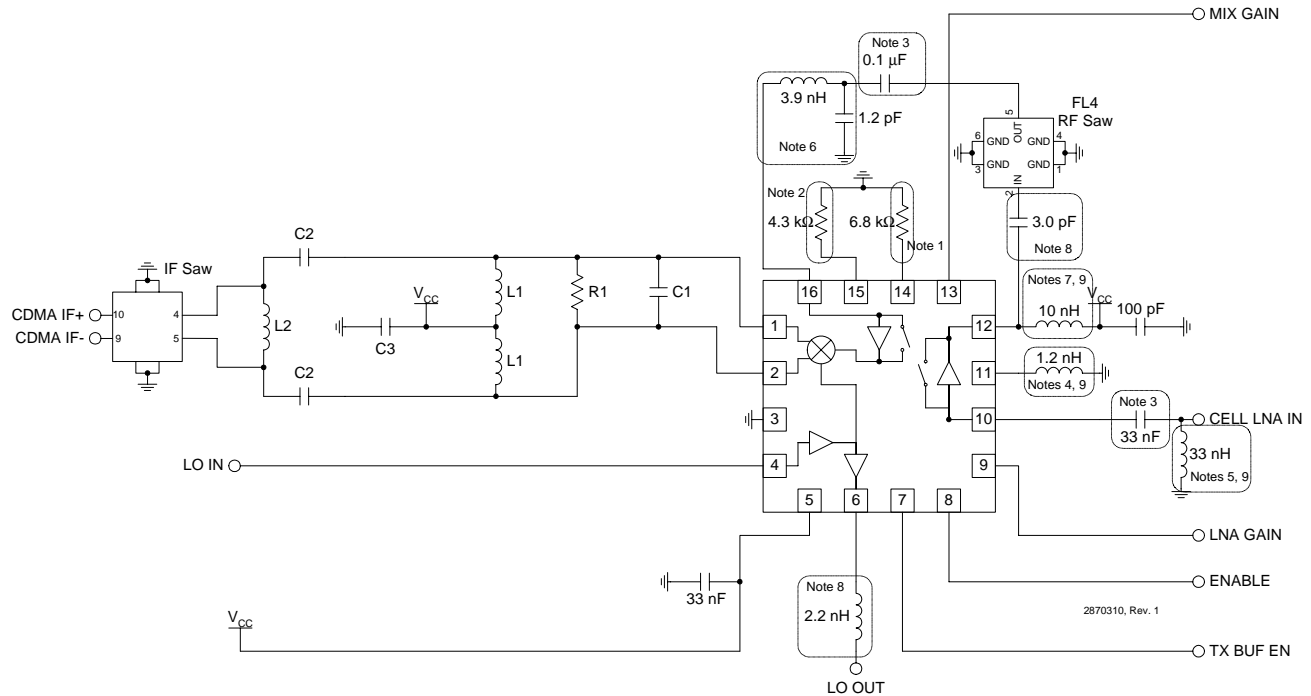 MIX GAIN
Note 3
0.1 µF
3.9 nH
1.2 pF
Note 6
FL4
RF Saw
5
OUT
6
GND
GND
4
3
GND
GND
1
IN
2
3.0 pF
Note 8
Note 2
4.3 kΩ
6.8 kΩ
Note 1
C2
IF Saw
CDMA IF+
10
4
CDMA IF-
9
5
L2
VCC
C3
C2
L1
L1
R1
C1
16
15
14
13
1
2
3
4
5
6
7
8
9
10
11
12
Notes 7, 9
VCC
10 nH
100 pF
1.2 nH
Notes 4, 9
Note 3
33 nF
CELL LNA IN
33 nH
Notes 5, 9
LO IN
LNA GAIN
33 nF
Note 8
2.2 nH
ENABLE
2870310, Rev. 1
VCC
TX BUF EN
LO OUT